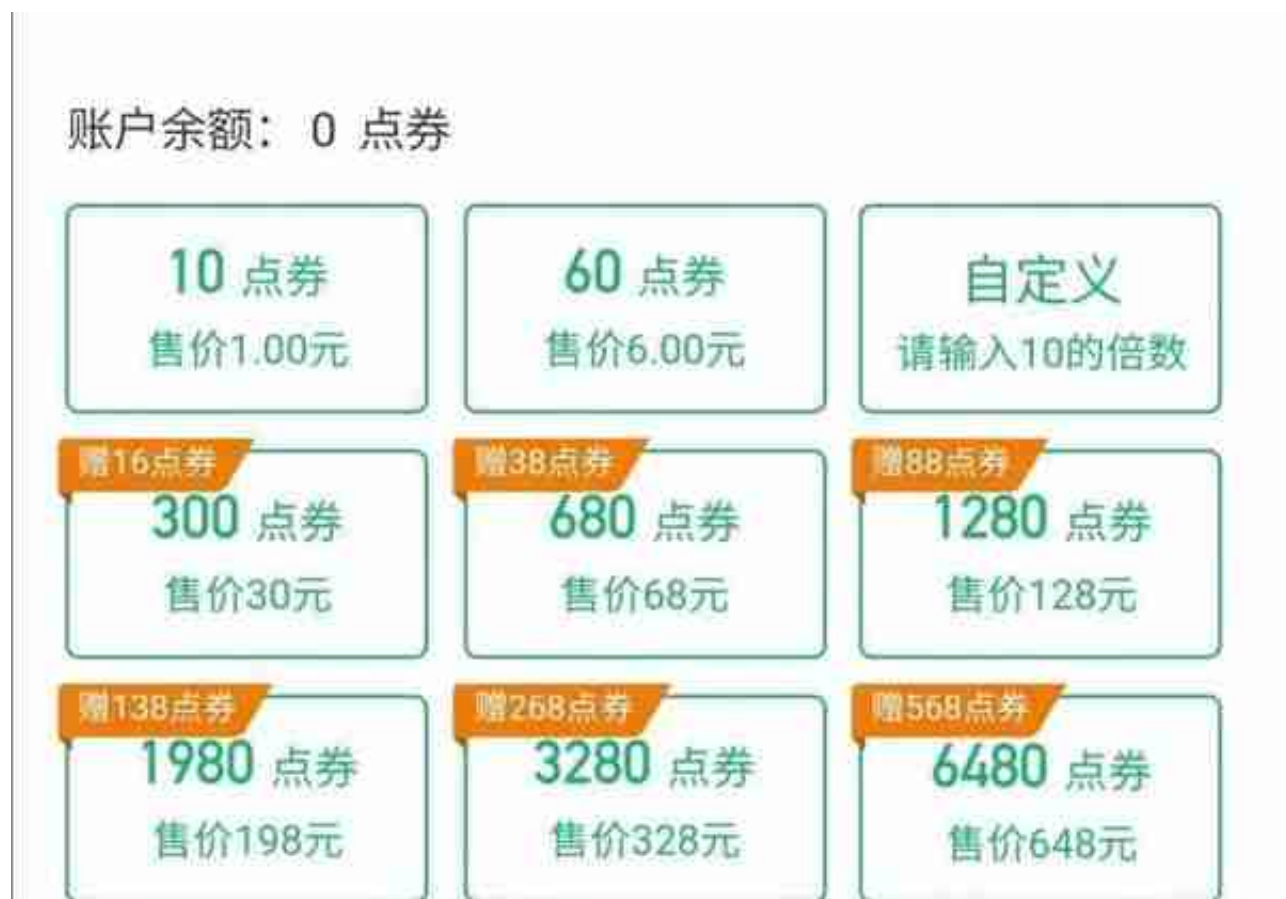 账户余额： 0 点券
10 点券
售价1.00元
60 点券
售价6.00元
自定义
请输入10的倍数
赠16点券
300 点券
售价30元
赠38点券
680 点券
售价68元
赠88点券
1280 点券
售价128元
赠138点券
1980 点券
售价198元
赠268点券
3280 点券
售价328元
赠568点券
6480 点券
售价648元